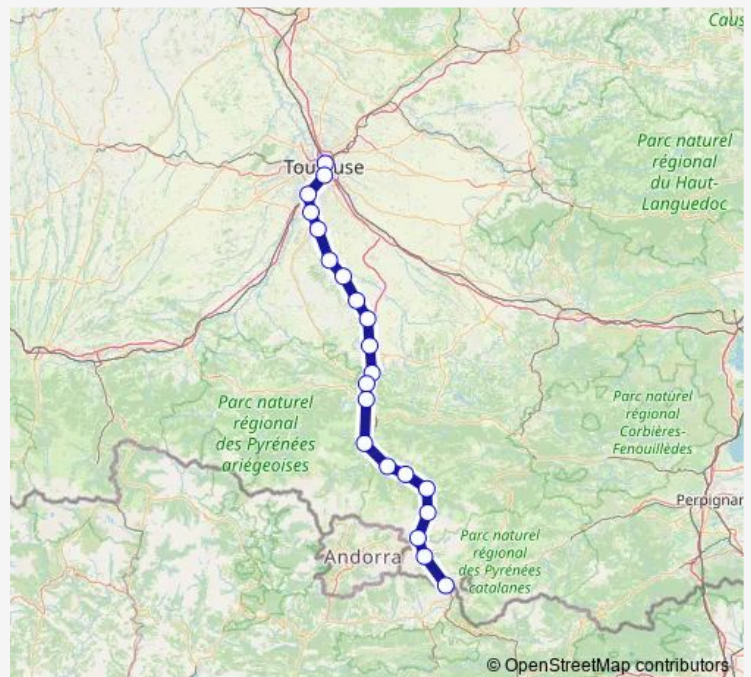 Caus
Toulouse
Parc naturel
régional
du Haut-
Languedoc
Parc naturel
régional
des Pyrénées
ariégeoises
Parc naturel
régional
Corbières-
Fenouillèdes
Perpignan
Andorra
Parc naturel
régional
des Pyrénées
catalanes
© OpenStreetMap contributors